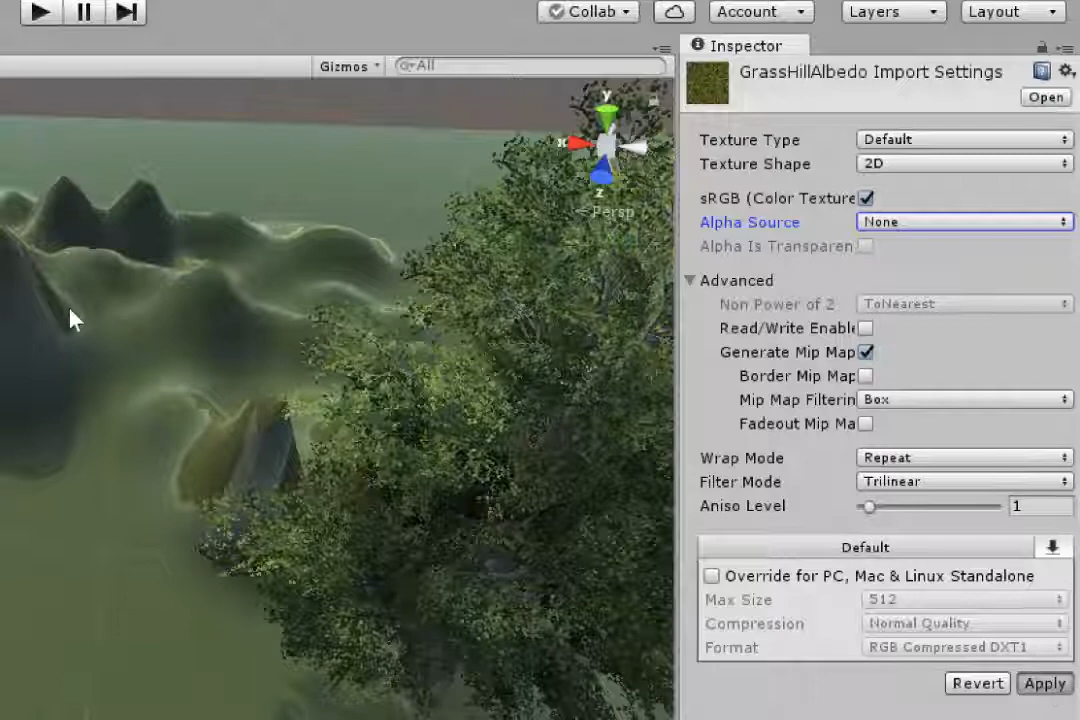 Collab
Account
Layers
Layout
Inspector
Gizmos
All
GrassHillAlbedo Import Settings
Open
Texture Type Default
Texture Shape 2D
sRGB (Color Texture
Alpha Source None
Alpha Is Transparen
Advanced
Non Power of 2 ToNearest
Read/Write Enable
Generate Mip Map
Border Mip Map
Mip Map Filterin Box
Fadeout Mip Ma
Wrap Mode Repeat
Filter Mode Trilinear
Aniso Level 1
Default
Override for PC, Mac & Linux Standalone
Max Size 512
Compression Normal Quality
Format RGB Compressed DXT1
Revert Apply
y
x
z
Persp